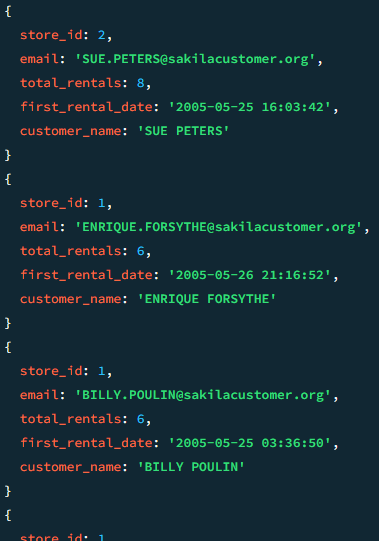 {
store_id: 2,
email: 'SUE.PETERS@sakilacustomer.org',
total_rentals: 8,
first_rental_date: '2005-05-25 16:03:42',
customer_name: 'SUE PETERS'
}
{
store_id: 1,
email: 'ENRIQUE.FORSYTHE@sakilacustomer.org',
total_rentals: 6,
first_rental_date: '2005-05-26 21:16:52',
customer_name: 'ENRIQUE FORSYTHE'
}
{
store_id: 1,
email: 'BILLY.POULIN@sakilacustomer.org',
total_rentals: 6,
first_rental_date: '2005-05-25 03:36:50',
customer_name: 'BILLY POULIN'
}
{
store_id: 1